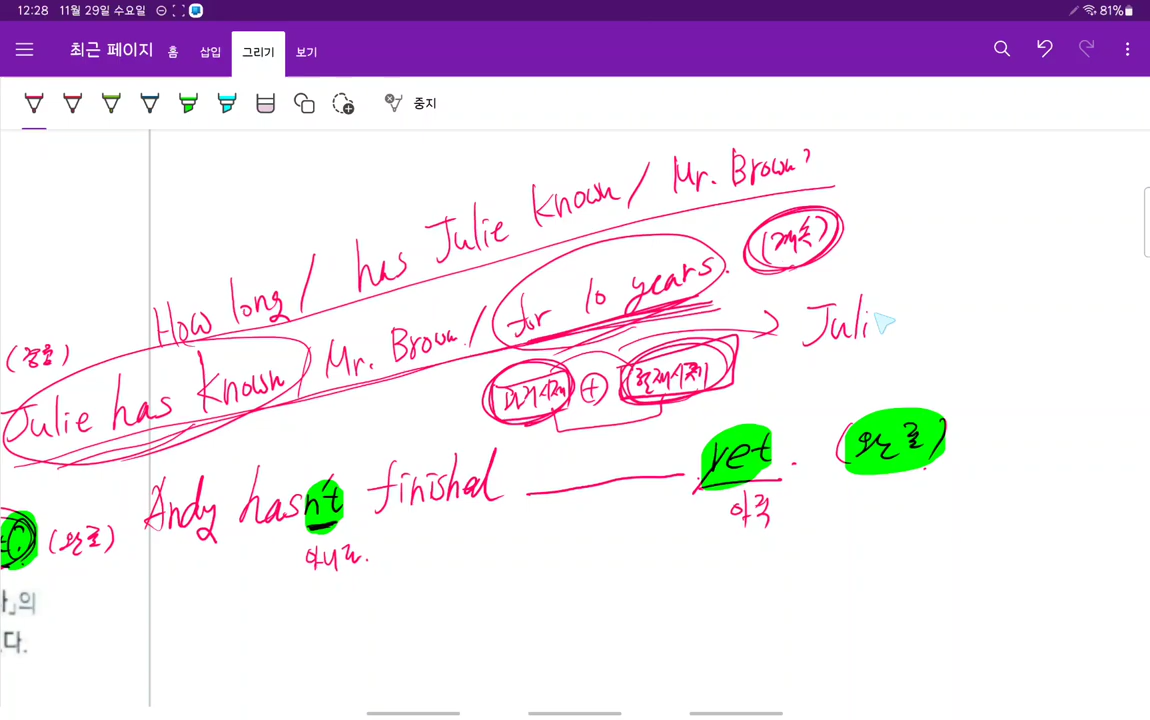 12:28 11월 29일 수요일 81%
최근 페이지 홈 삽입 그리기 보기
중지
How long / has Julie known / Mr. Brown?
(계속)
Julie has known Mr. Brown / for 10 years.
과거시제 + 현재시제 → Juli
Andy hasn't finished yet. (완료)
아니다. 아직
(완료)
」의
다.